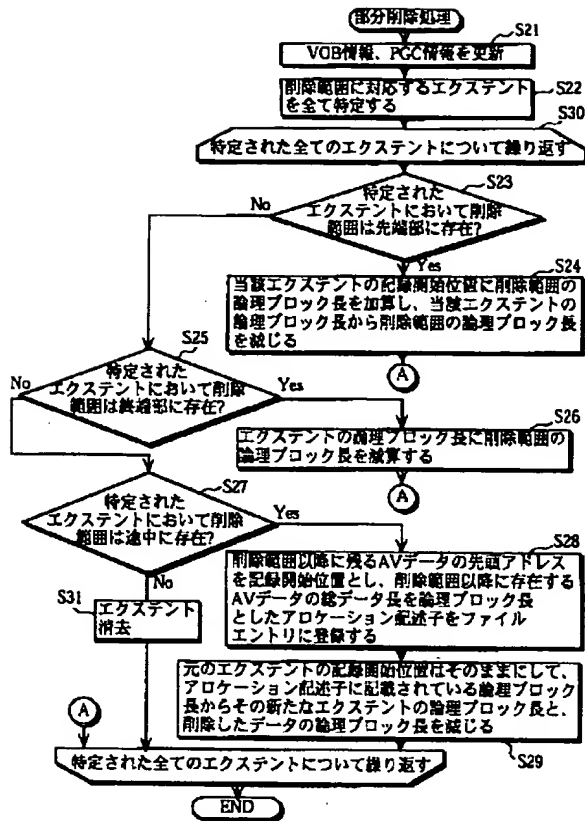 部分削除処理
S21
VOB情報、PGC情報を更新
S22
削除範囲に対応するエクステント
を全て特定する
S30
特定された全てのエクステントについて繰り返す
S23
特定された
エクステントにおいて削除
範囲は先端部に存在?
No
Yes
S24
当該エクステントの記録開始位置に削除範囲の
論理ブロック長を加算し、当該エクステントの
論理ブロック長から削除範囲の論理ブロック長
を減じる
A
S25
特定された
エクステントにおいて削除
範囲は終端部に存在?
No
Yes
S26
エクステントの論理ブロック長に削除範囲の
論理ブロック長を減算する
A
S27
特定された
エクステントにおいて削除
範囲は途中に存在?
Yes
No
S28
削除範囲以降に残るAVデータの先頭アドレス
を記録開始位置とし、削除範囲以降に存在する
AVデータの総データ長を論理ブロック長
としたアロケーション記述子をファイル
エントリに登録する
S31
エクステント
消去
元のエクステントの記録開始位置はそのままにして、
アロケーション記述子に記載されている論理ブロック
長からその新たなエクステントの論理ブロック長と、
削除したデータの論理ブロック長を減じる
S29
A
特定された全てのエクステントについて繰り返す
END